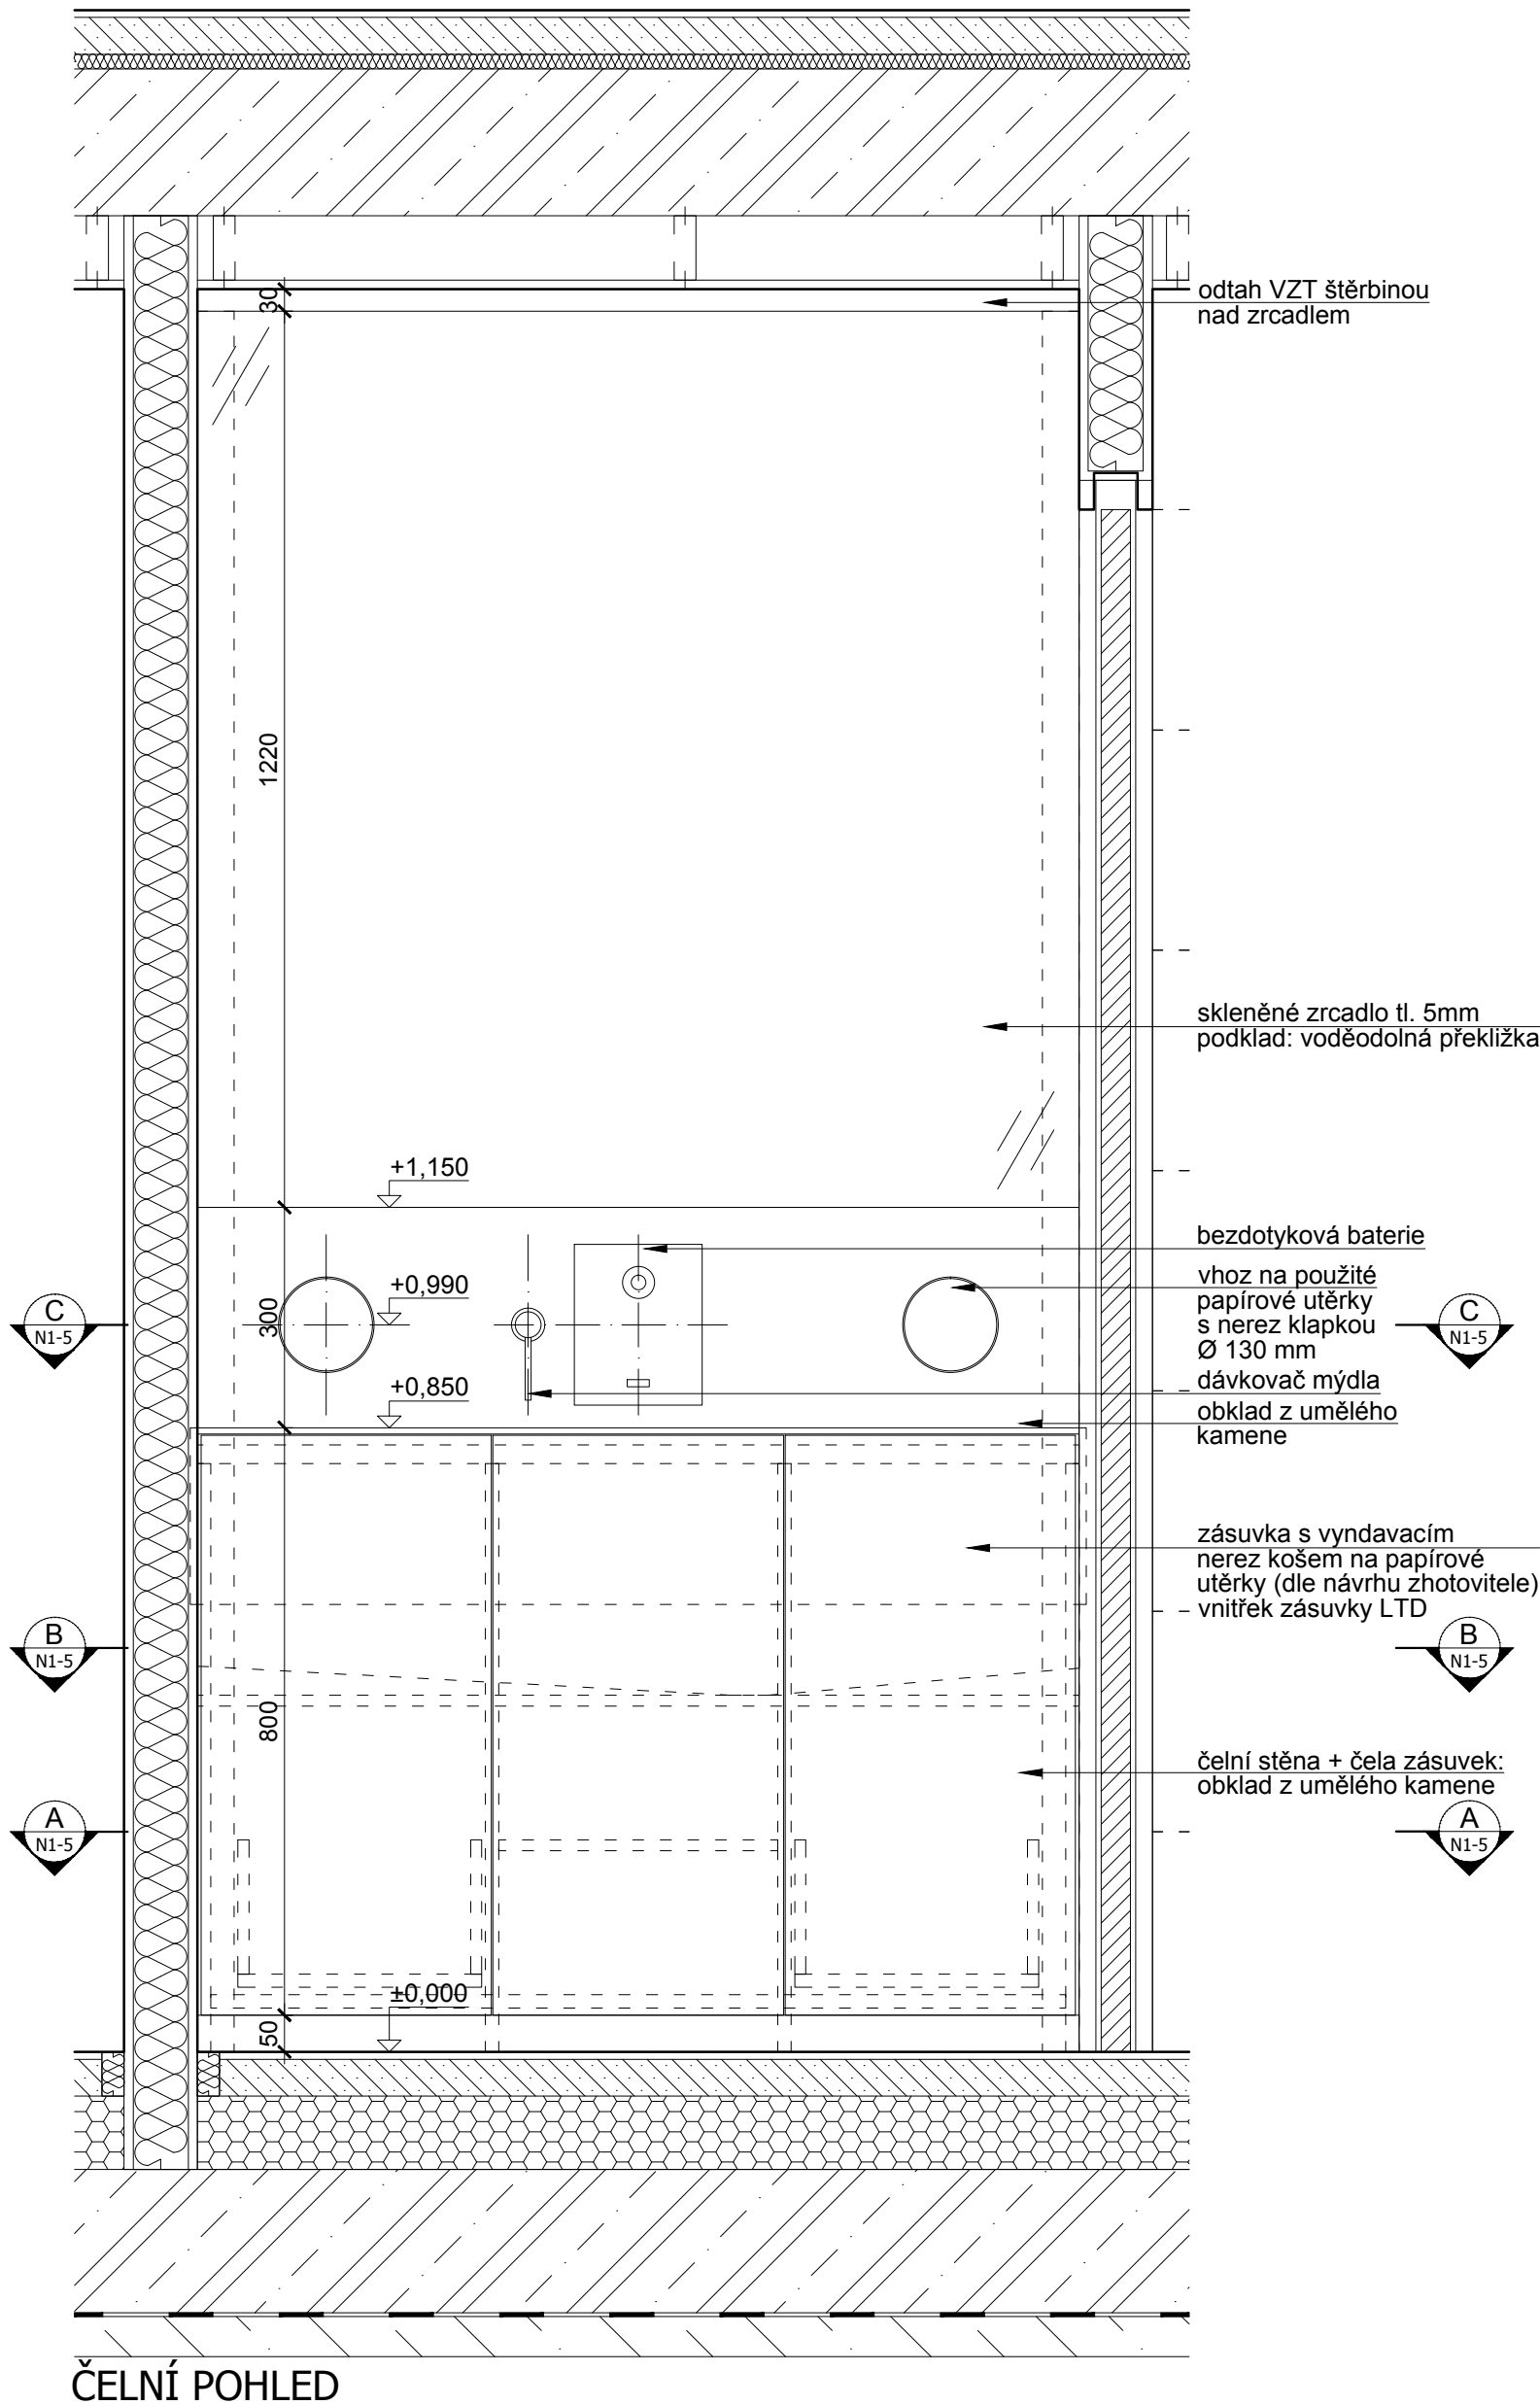 30
odtah VZT štěrbinou
nad zrcadlem
1220
skleněné zrcadlo tl. 5mm
podklad: voděodolná překližka
+1,150
bezdotyková baterie
vhoz na použité
papírové utěrky
s nerez klapkou
Ø 130 mm
+0,990
300
C
N1-5
C
N1-5
+0,850
dávkovač mýdla
obklad z umělého
kamene
zásuvka s vyndavacím
nerez košem na papírové
utěrky (dle návrhu zhotovitele)
vnitřek zásuvky LTD
B
N1-5
B
N1-5
800
čelní stěna + čela zásuvek:
obklad z umělého kamene
A
N1-5
A
N1-5
±0,000
50
ČELNÍ POHLED